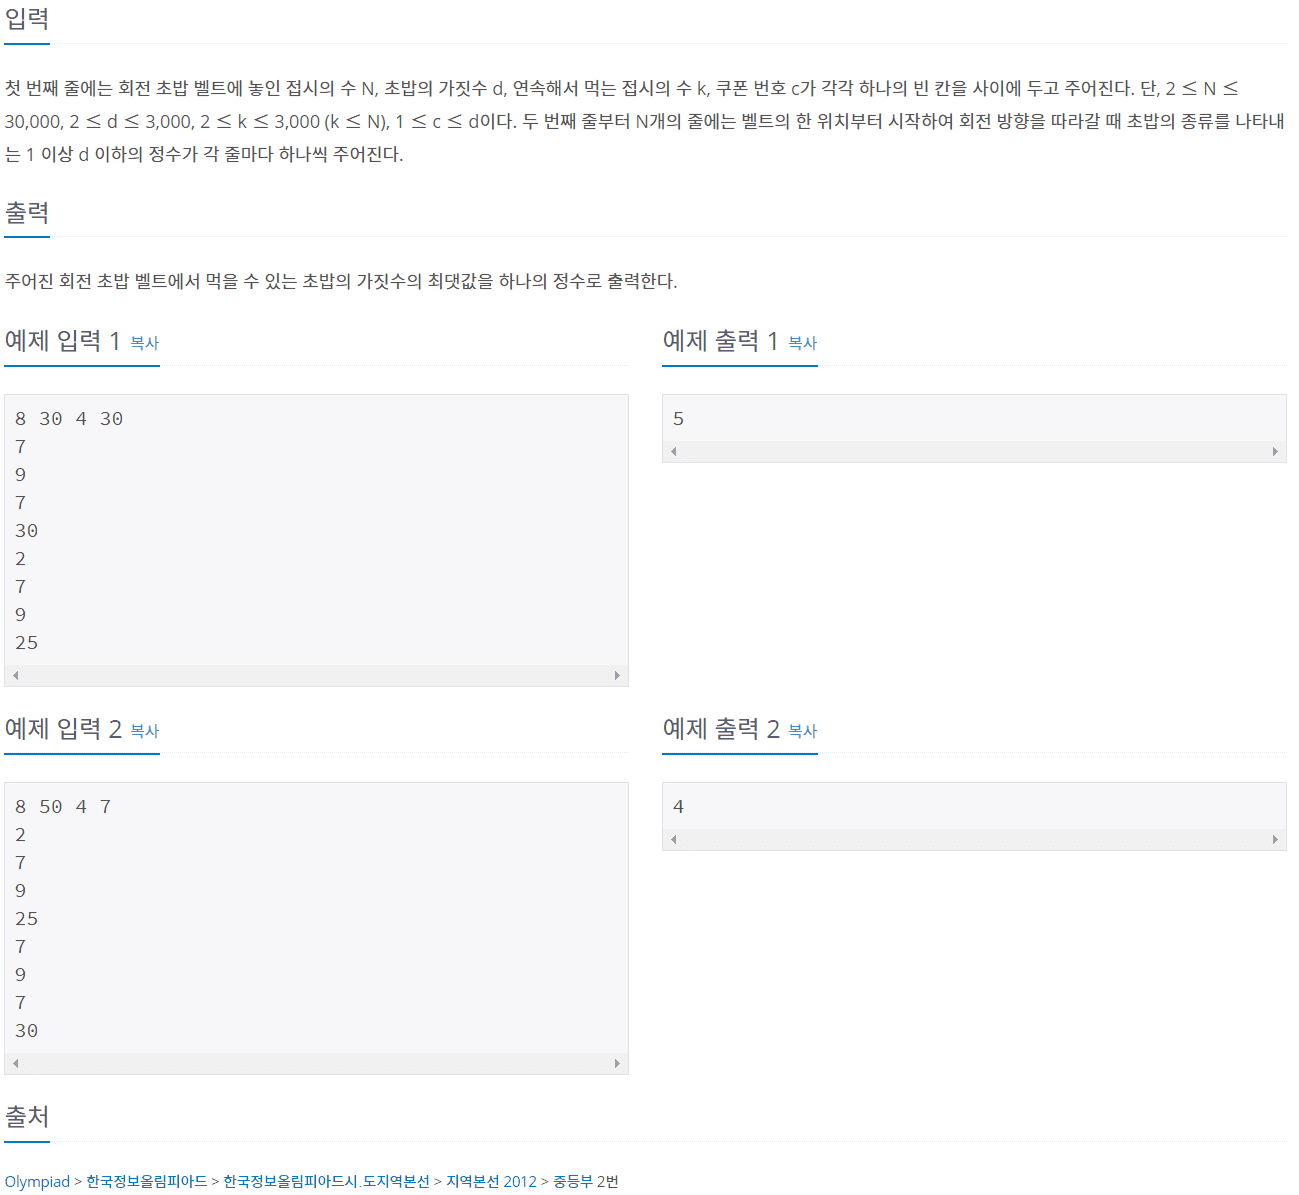 입력
첫 번째 줄에는 회전 초밥 벨트에 놓인 접시의 수 N, 초밥의 가짓수 d, 연속해서 먹는 접시의 수 k, 쿠폰 번호 c가 각각 하나의 빈 칸을 사이에 두고 주어진다. 단, 2 ≤ N ≤
30,000, 2 ≤ d ≤ 3,000, 2 ≤ k ≤ 3,000 (k ≤ N), 1 ≤ c ≤ d이다. 두 번째 줄부터 N개의 줄에는 벨트의 한 위치부터 시작하여 회전 방향을 따라갈 때 초밥의 종류를 나타내
는 1 이상 d 이하의 정수가 각 줄마다 하나씩 주어진다.
출력
주어진 회전 초밥 벨트에서 먹을 수 있는 초밥의 가짓수의 최댓값을 하나의 정수로 출력한다.
예제 입력 1 복사
8 30 4 30
7
9
7
30
2
7
9
25
예제 출력 1 복사
5
예제 입력 2 복사
8 50 4 7
2
7
9
25
7
9
7
30
예제 출력 2 복사
4
출처
Olympiad > 한국정보올림피아드 > 한국정보올림피아드시.도지역본선 > 지역본선 2012 > 중등부 2번